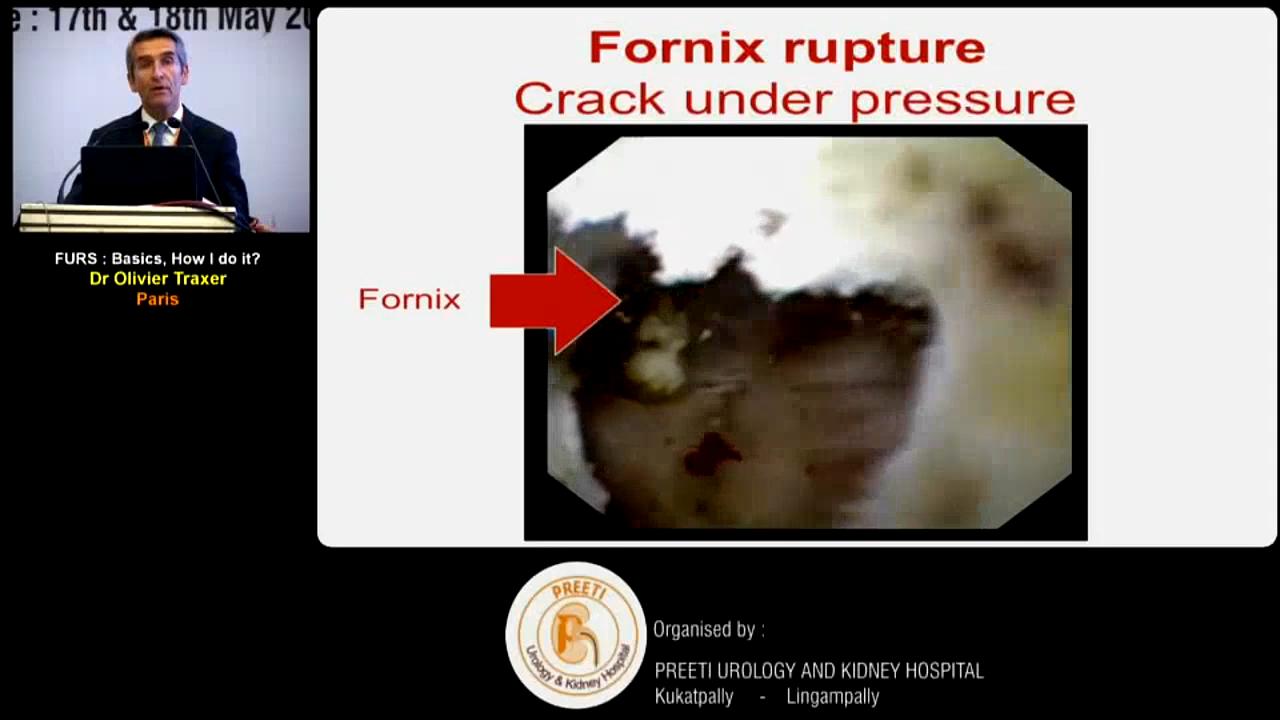 e : 17th & 18th May 20
FURS : Basics, How I do it?
Dr Olivier Traxer
Paris
Fornix rupture
Crack under pressure
Fornix
PREETI
Urology & Kidney Hospital
Organised by :
PREETI UROLOGY AND KIDNEY HOSPITAL
Kukatpally - Lingampally